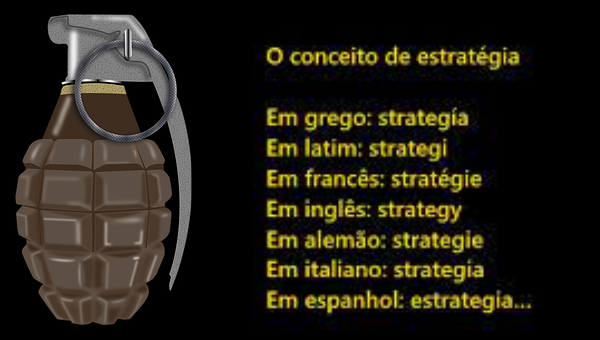 O conceito de estratégia
Em grego: strategía
Em latim: strategi
Em francês: stratégie
Em inglês: strategy
Em alemão: strategie
Em italiano: strategia
Em espanhol: estrategia...